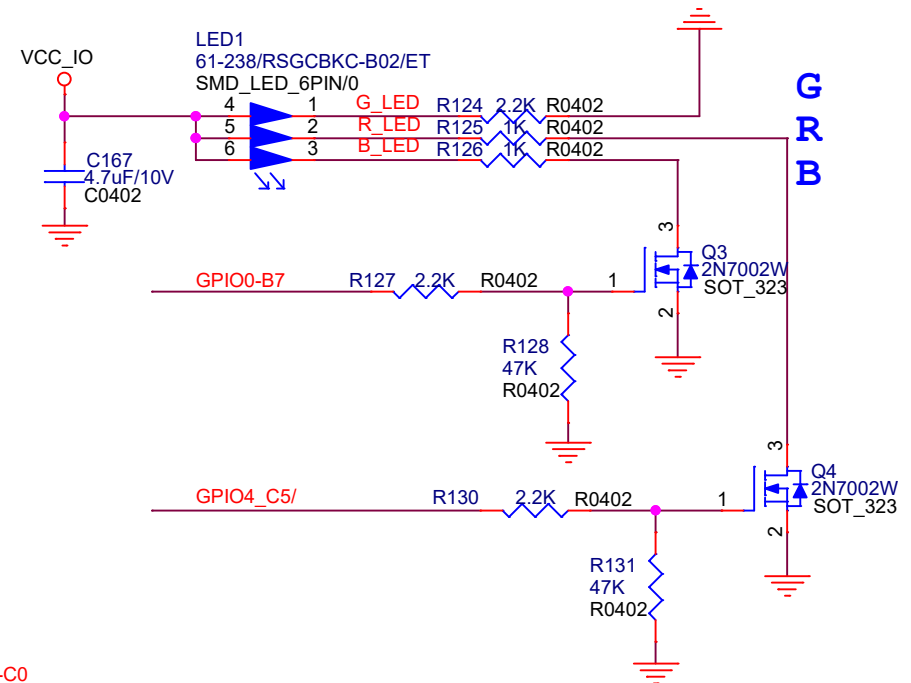 VCC_IO
LED1
61-238/RSGCBKC-B02/ET
SMD_LED_6PIN/0
4 1 G_LED R124 2.2K R0402
5 2 R_LED R125 1K R0402
6 3 B_LED R126 1K R0402
G
R
B
C167
4.7uF/10V
C0402
3
Q3
2N7002W
SOT_323
GPIO0-B7 R127 2.2K R0402 1
2
R128
47K
R0402
3
Q4
2N7002W
SOT_323
GPIO4_C5/ R130 2.2K R0402 1
2
R131
47K
R0402
-C0